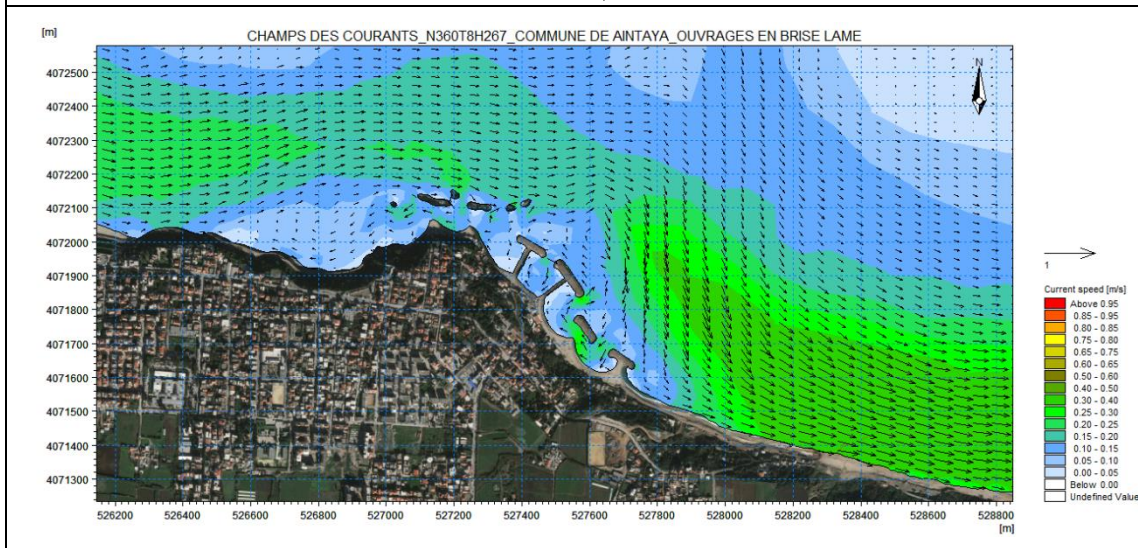 CHAMPS DES COURANTS_N360T8H267_COMMUNE DE AINTAYA_OUVRAGES EN BRISE LAME
[m]
4072500
4072400
4072300
4072200
4072100
4072000
4071900
4071800
4071700
4071600
4071500
4071400
4071300
526200 526400 526600 526800 527000 527200 527400 527600 527800 528000 528200 528400 528600 528800
[m]
N
1
Current speed [m/s]
Above 0.95
0.85 - 0.95
0.80 - 0.85
0.75 - 0.80
0.65 - 0.75
0.60 - 0.65
0.50 - 0.60
0.40 - 0.50
0.30 - 0.40
0.25 - 0.30
0.20 - 0.25
0.15 - 0.20
0.10 - 0.15
0.05 - 0.10
0.00 - 0.05
Below 0.00
Undefined Value